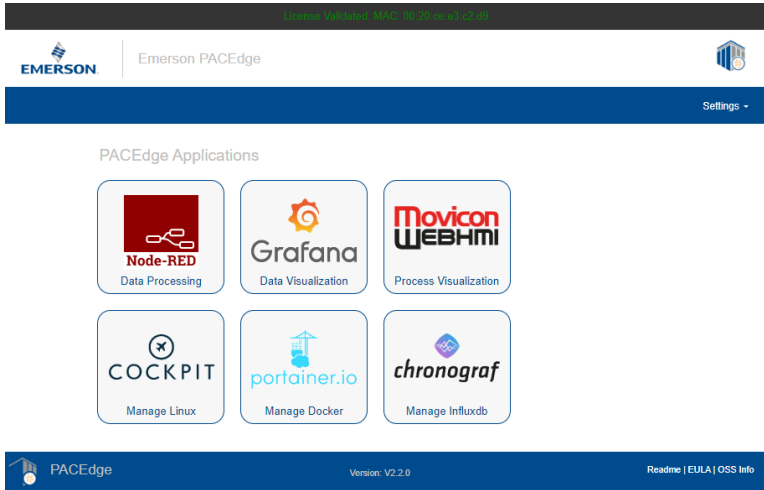 License Validated. MAC: 00:20:ce:e3:c2:d9
EMERSON.
Emerson PACEdge
Settings
PACEdge Applications
Node-RED
Data Processing
Grafana
Data Visualization
Movicon
WEBHMI
Process Visualization
COCKPIT
Manage Linux
portainer.io
Manage Docker
chronograf
Manage Influxdb
PACEdge
Version: V2.2.0
Readme | EULA | OSS Info